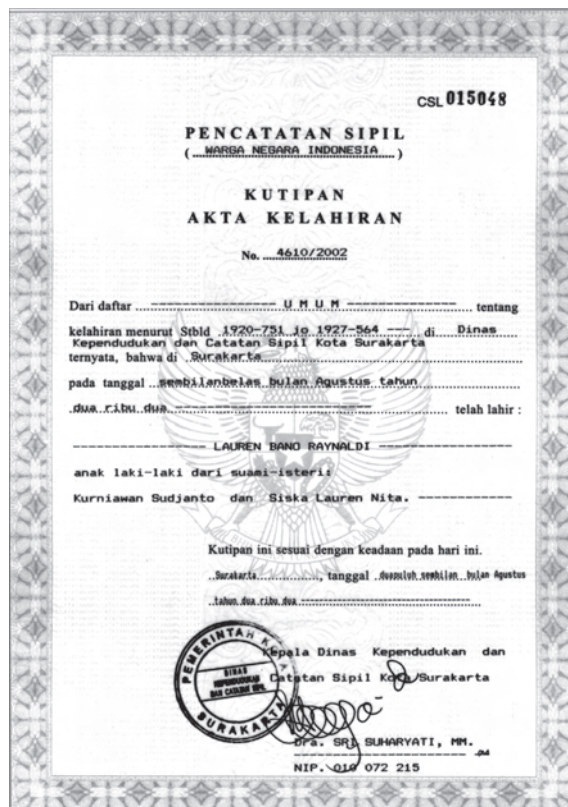 CSL 015048
PENCATATAN SIPIL
( WARGA NEGARA INDONESIA )
KUTIPAN
AKTA KELAHIRAN
No. 4610/2002
Dari daftar ---------------- U M U M -------------- tentang
kelahiran menurut Stbld 1920-751 jo 1927-564 --- di Dinas
Kependudukan dan Catatan Sipil Kota Surakarta
ternyata, bahwa di Surakarta
pada tanggal sembilanbelas bulan Agustus tahun
dua ribu dua ------------------------- telah lahir :
----------------- LAUREN BANO RAYNALDI -----------------
anak laki-laki dari suami-isteri:
Kurniawan Sudjanto dan Siska Lauren Nita. ------------
Kutipan ini sesuai dengan keadaan pada hari ini.
Surakarta, tanggal duapuluh sembilan bulan Agustus
tahun dua ribu dua -------------------------
Kepala Dinas Kependudukan dan
Catatan Sipil Kota Surakarta
PEMERINTAH KOTA
DINAS
KEPENDUDUKAN
DAN CATATAN SIPIL
SURAKARTA
Dra. SRI SUHARYATI, MM.
NIP. 010 072 215